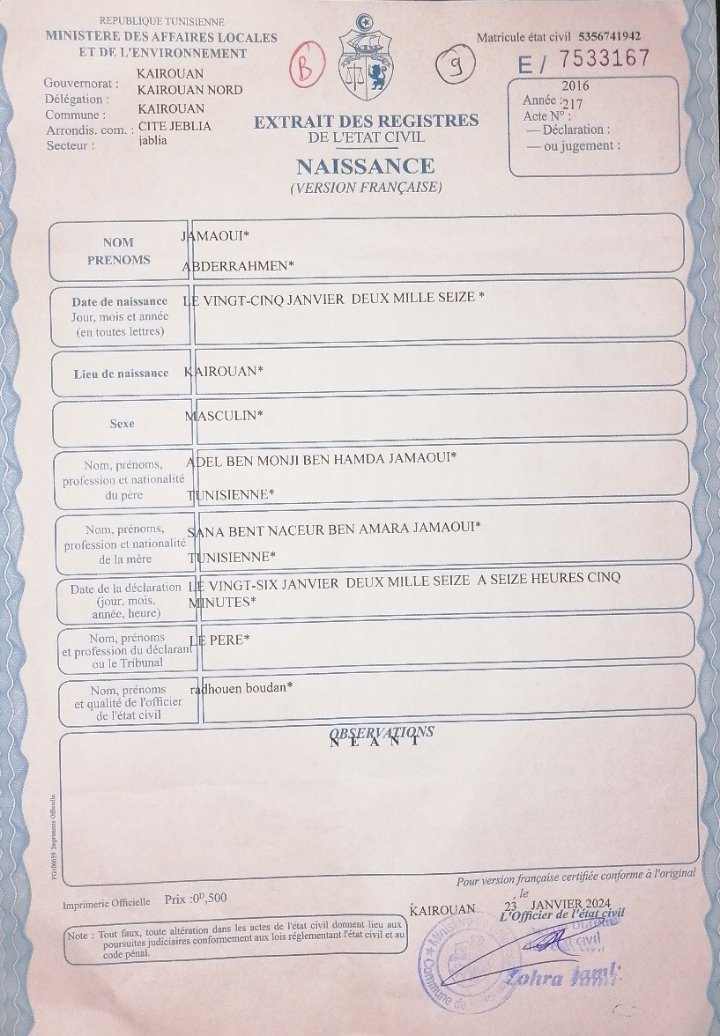 REPUBLIQUE TUNISIENNE
MINISTERE DES AFFAIRES LOCALES
ET DE L'ENVIRONNEMENT
Gouvernorat : KAIROUAN
Délégation : KAIROUAN NORD
Commune : KAIROUAN
Arrondis. com. : CITE JEBLIA
Secteur : jablia
B
9
EXTRAIT DES REGISTRES
DE L'ETAT CIVIL
NAISSANCE
(VERSION FRANÇAISE)
Matricule état civil 5356741942
E / 7533167
Année : 2016
Acte N° : 217
— Déclaration :
— ou jugement :
NOM JAMAOUI*
PRENOMS ABDERRAHMEN*
Date de naissance LE VINGT-CINQ JANVIER DEUX MILLE SEIZE *
Jour, mois et année
(en toutes lettres)
Lieu de naissance KAIROUAN*
Sexe MASCULIN*
Nom, prénoms, ADEL BEN MONJI BEN HAMDA JAMAOUI*
profession et nationalité
du père TUNISIENNE*
Nom, prénoms, SANA BENT NACEUR BEN AMARA JAMAOUI*
profession et nationalité
de la mère TUNISIENNE*
Date de la déclaration LE VINGT-SIX JANVIER DEUX MILLE SEIZE A SEIZE HEURES CINQ
(jour, mois, MINUTES*
année, heure)
Nom, prénoms LE PERE*
et profession du déclarant
ou le Tribunal
Nom, prénoms radhouen boudan*
et qualité de l'officier
de l'état civil
OBSERVATIONS
N E A N T
Imprimerie Officielle Prix :0ᴰ,500
Pour version française certifiée conforme à l'original
, le
KAIROUAN 23 JANVIER 2024
L'Officier de l'état civil
Note : Tout faux, toute altération dans les actes de l'état civil donnent lieu aux
poursuites judiciaires conformement aux lois réglementant l'état civil et au
code pénal.